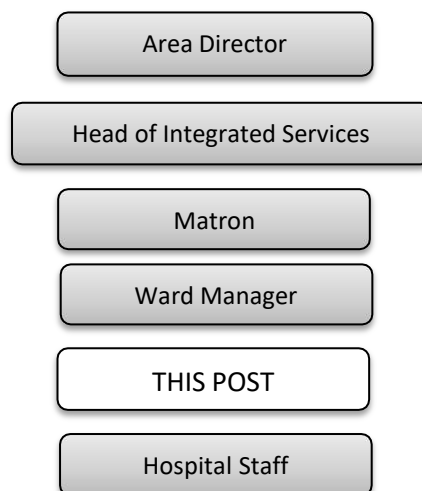 Area Director
Head of Integrated Services
Matron
Ward Manager
THIS POST
Hospital Staff